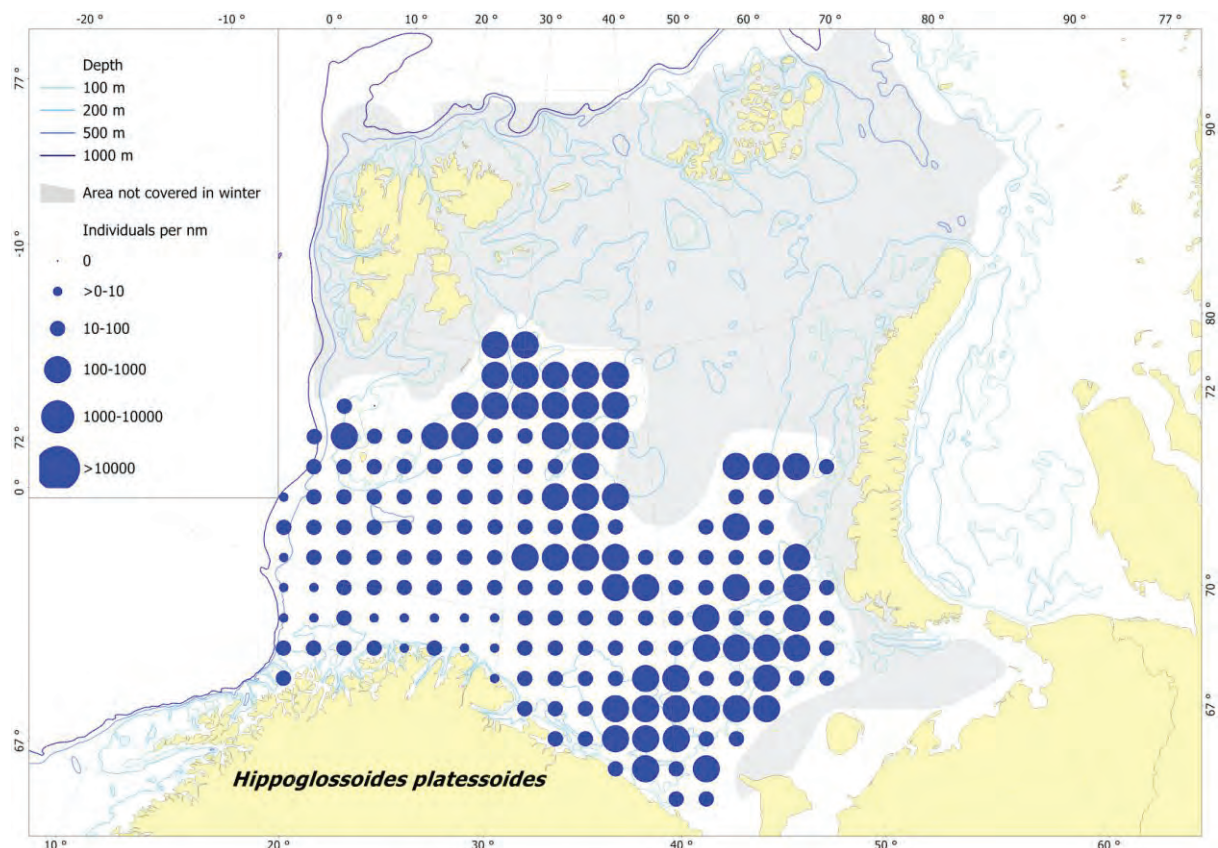 -20 ° -10 ° 0 ° 10 ° 20 ° 30 ° 40 ° 50 ° 60 ° 70 ° 80 ° 90 ° 77 °
Depth
100 m
200 m
500 m
1000 m
Area not covered in winter
Individuals per nm
0
>0-10
10-100
100-1000
1000-10000
>10000
77 °
-10 °
72 °
0 °
67 °
90 °
80 °
72 °
70 °
67 °
Hippoglossoides platessoides
10 ° 20 ° 30 ° 40 ° 50 ° 60 °